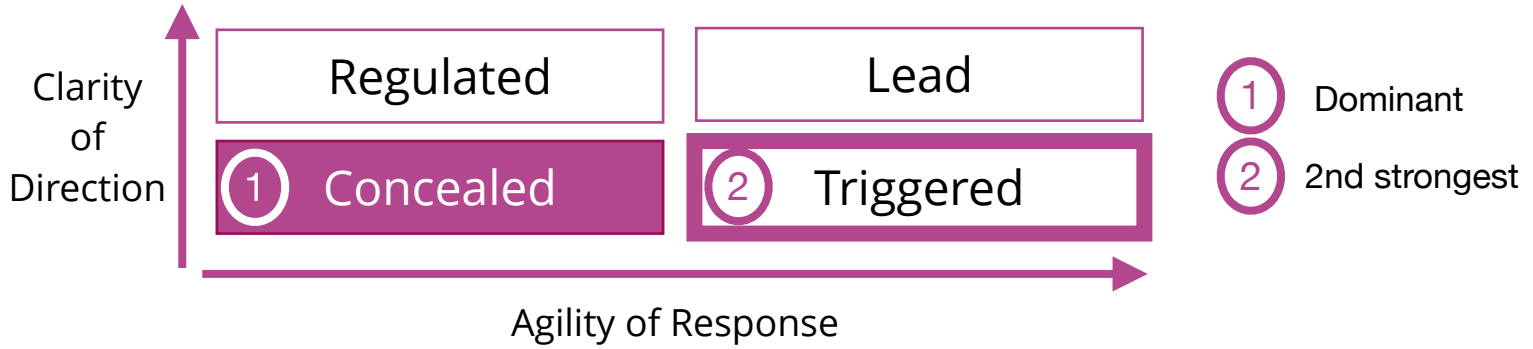 Clarity
of
Direction
Regulated
Lead
1 Concealed
2 Triggered
Agility of Response
1 Dominant
2 2nd strongest